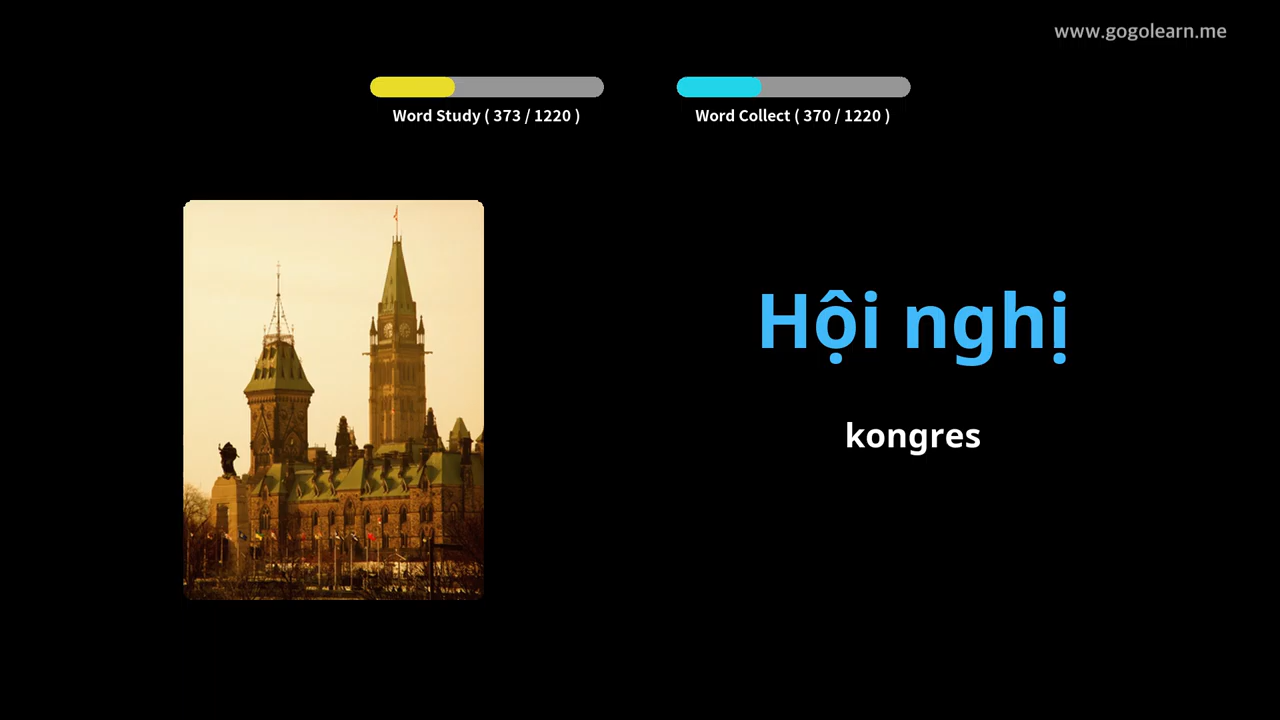 www.gogolearn.me
Word Study ( 373 / 1220 )
Word Collect ( 370 / 1220 )
Hội nghị
kongres